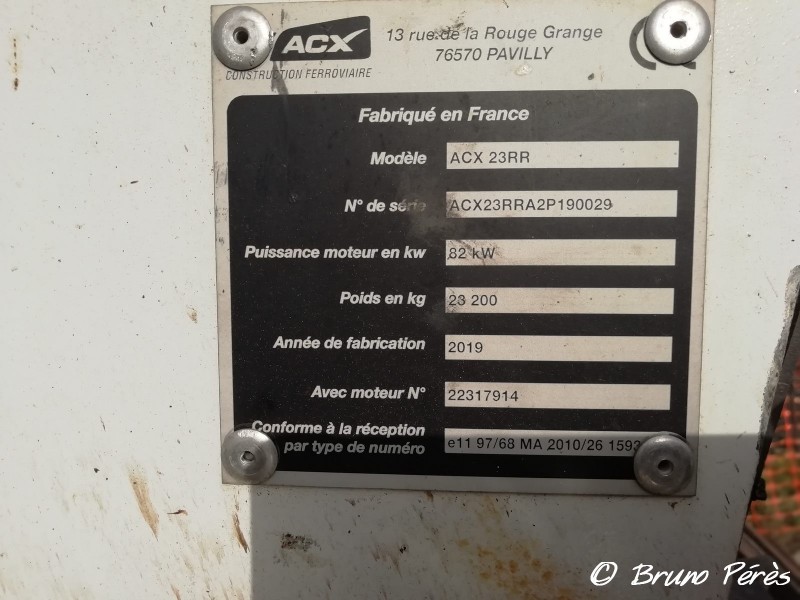 ACX
13 rue de la Rouge Grange
76570 PAVILLY
CONSTRUCTION FERROVIAIRE
Fabriqué en France
Modèle ACX 23RR
N° de série ACX23RRA2P190029
Puissance moteur en kw 82 kW
Poids en kg 23 200
Année de fabrication 2019
Avec moteur N° 22317914
Conforme à la réception
par type de numéro e11 97/68 MA 2010/26 1593
© Bruno Pérès